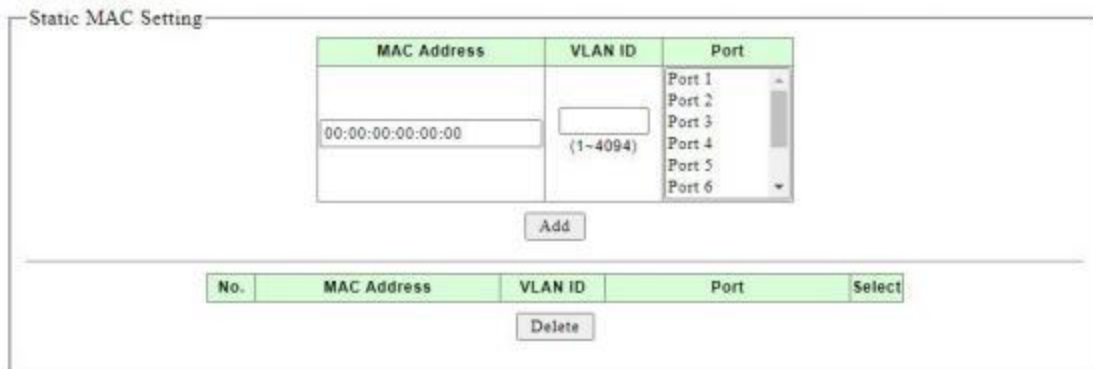 Static MAC Setting
MAC Address VLAN ID Port
00:00:00:00:00:00
(1~4094)
Port 1
Port 2
Port 3
Port 4
Port 5
Port 6
Add
No. MAC Address VLAN ID Port Select
Delete